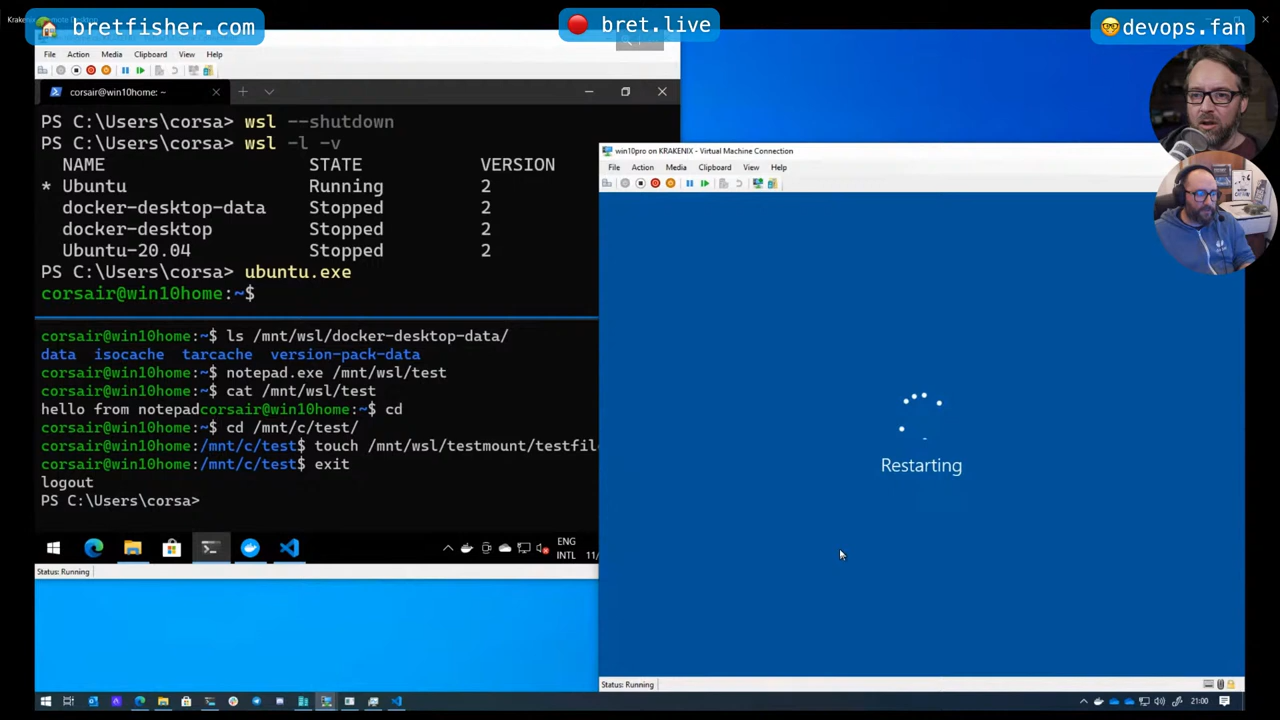 bretfisher.com
bret.live
devops.fan
File Action Media Clipboard View Help
corsair@win10home: ~
PS C:\Users\corsa> wsl --shutdown
PS C:\Users\corsa> wsl -l -v
NAME STATE VERSION
* Ubuntu Running 2
docker-desktop-data Stopped 2
docker-desktop Stopped 2
Ubuntu-20.04 Stopped 2
PS C:\Users\corsa> ubuntu.exe
corsair@win10home:~$
corsair@win10home:~$ ls /mnt/wsl/docker-desktop-data/
data isocache tarcache version-pack-data
corsair@win10home:~$ notepad.exe /mnt/wsl/test
corsair@win10home:~$ cat /mnt/wsl/test
hello from notepadcorsair@win10home:~$ cd
corsair@win10home:~$ cd /mnt/c/test/
corsair@win10home:/mnt/c/test$ touch /mnt/wsl/testmount/testfil
corsair@win10home:/mnt/c/test$ exit
logout
PS C:\Users\corsa>
ENG
INTL 11/
Status: Running
win10pro on KRAKENIX - Virtual Machine Connection
File Action Media Clipboard View Help
Restarting
Status: Running
21:00